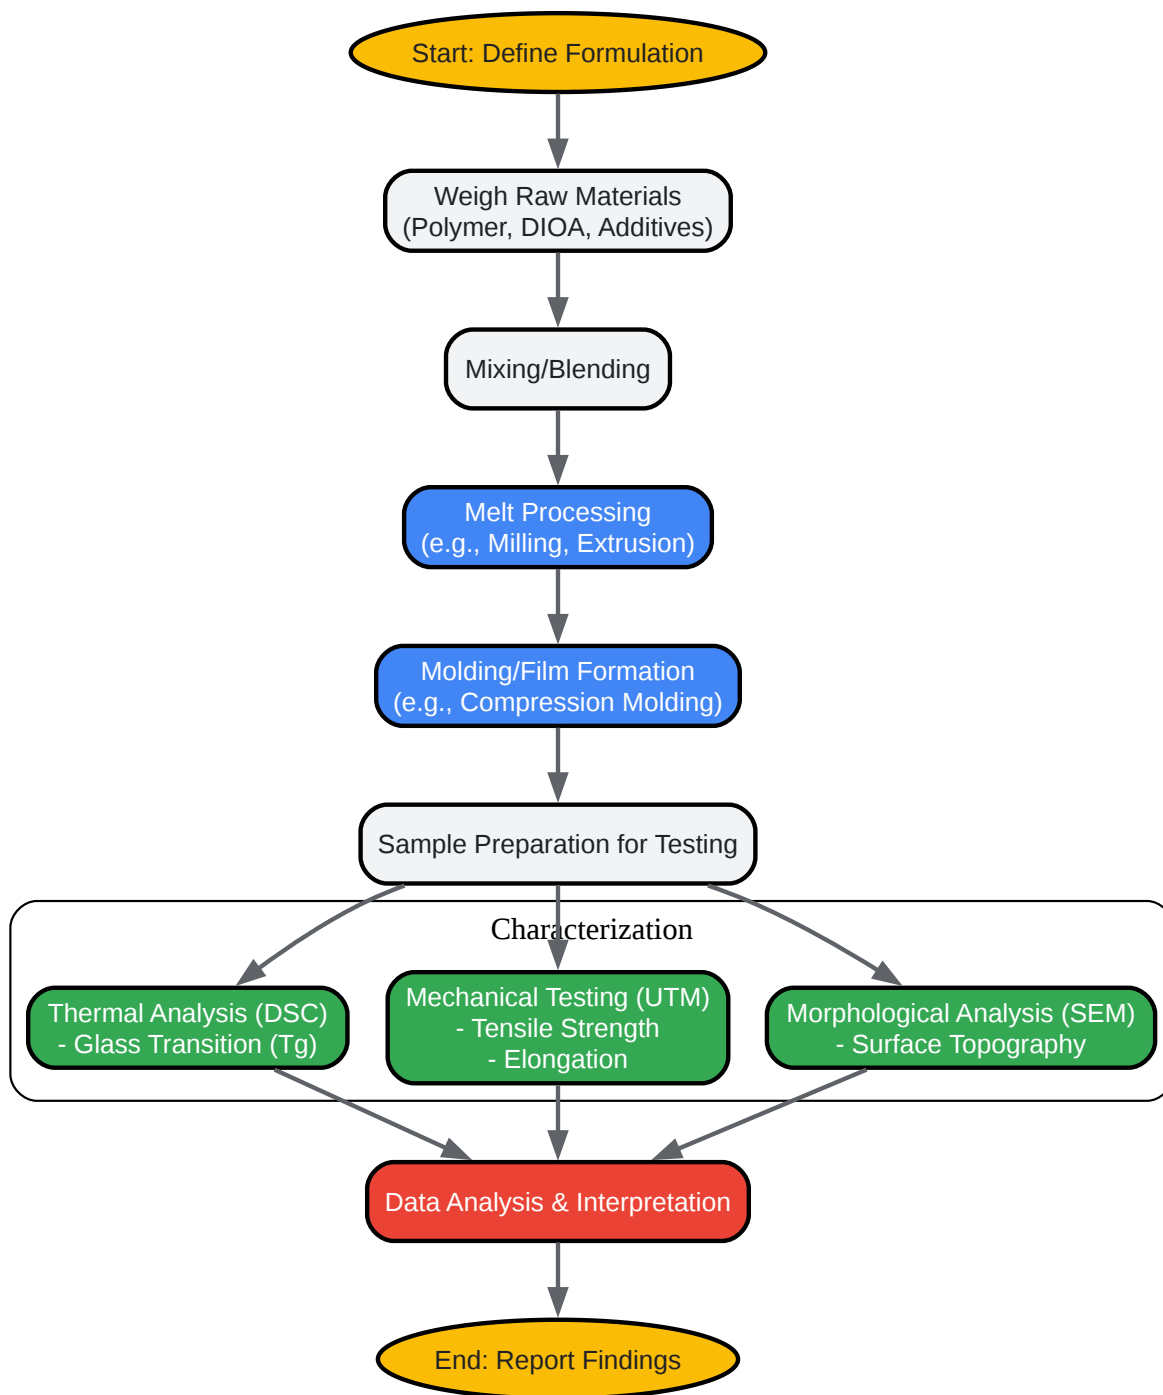 Start: Define Formulation
Weigh Raw Materials
(Polymer, DIOA, Additives)
Mixing/Blending
Melt Processing
(e.g., Milling, Extrusion)
Molding/Film Formation
(e.g., Compression Molding)
Sample Preparation for Testing
Characterization
Thermal Analysis (DSC)
- Glass Transition (Tg)
Mechanical Testing (UTM)
- Tensile Strength
- Elongation
Morphological Analysis (SEM)
- Surface Topography
Data Analysis & Interpretation
End: Report Findings